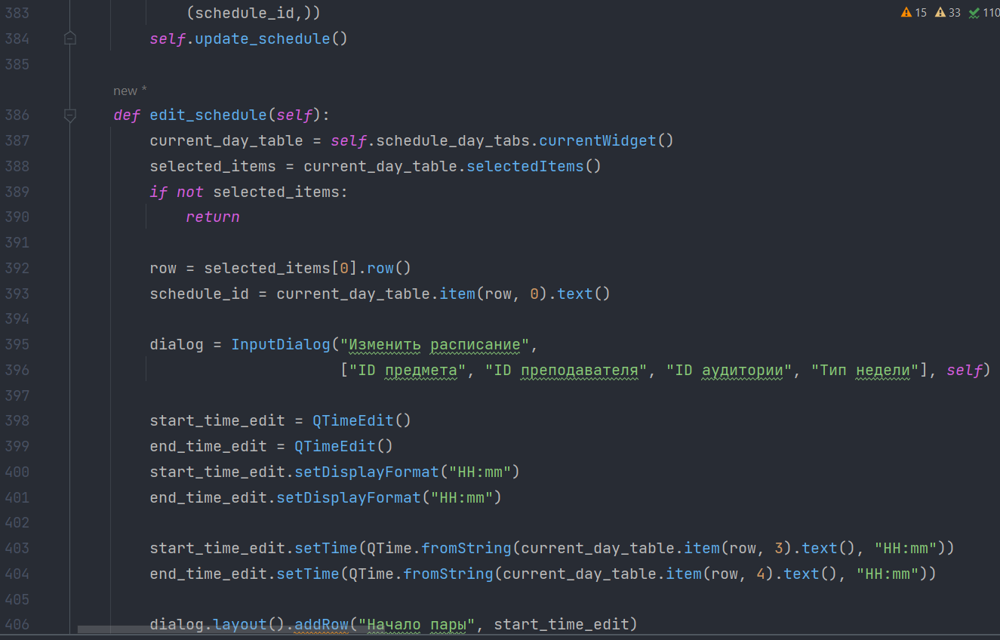 383 (schedule_id,))
15 33 110
384 self.update_schedule()
385
new *
386 def edit_schedule(self):
387 current_day_table = self.schedule_day_tabs.currentWidget()
388 selected_items = current_day_table.selectedItems()
389 if not selected_items:
390 return
391
392 row = selected_items[0].row()
393 schedule_id = current_day_table.item(row, 0).text()
394
395 dialog = InputDialog("Изменить расписание",
396 ["ID предмета", "ID преподавателя", "ID аудитории", "Тип недели"], self)
397
398 start_time_edit = QTimeEdit()
399 end_time_edit = QTimeEdit()
400 start_time_edit.setDisplayFormat("HH:mm")
401 end_time_edit.setDisplayFormat("HH:mm")
402
403 start_time_edit.setTime(QTime.fromString(current_day_table.item(row, 3).text(), "HH:mm"))
404 end_time_edit.setTime(QTime.fromString(current_day_table.item(row, 4).text(), "HH:mm"))
405
406 dialog.layout().addRow("Начало пары", start_time_edit)